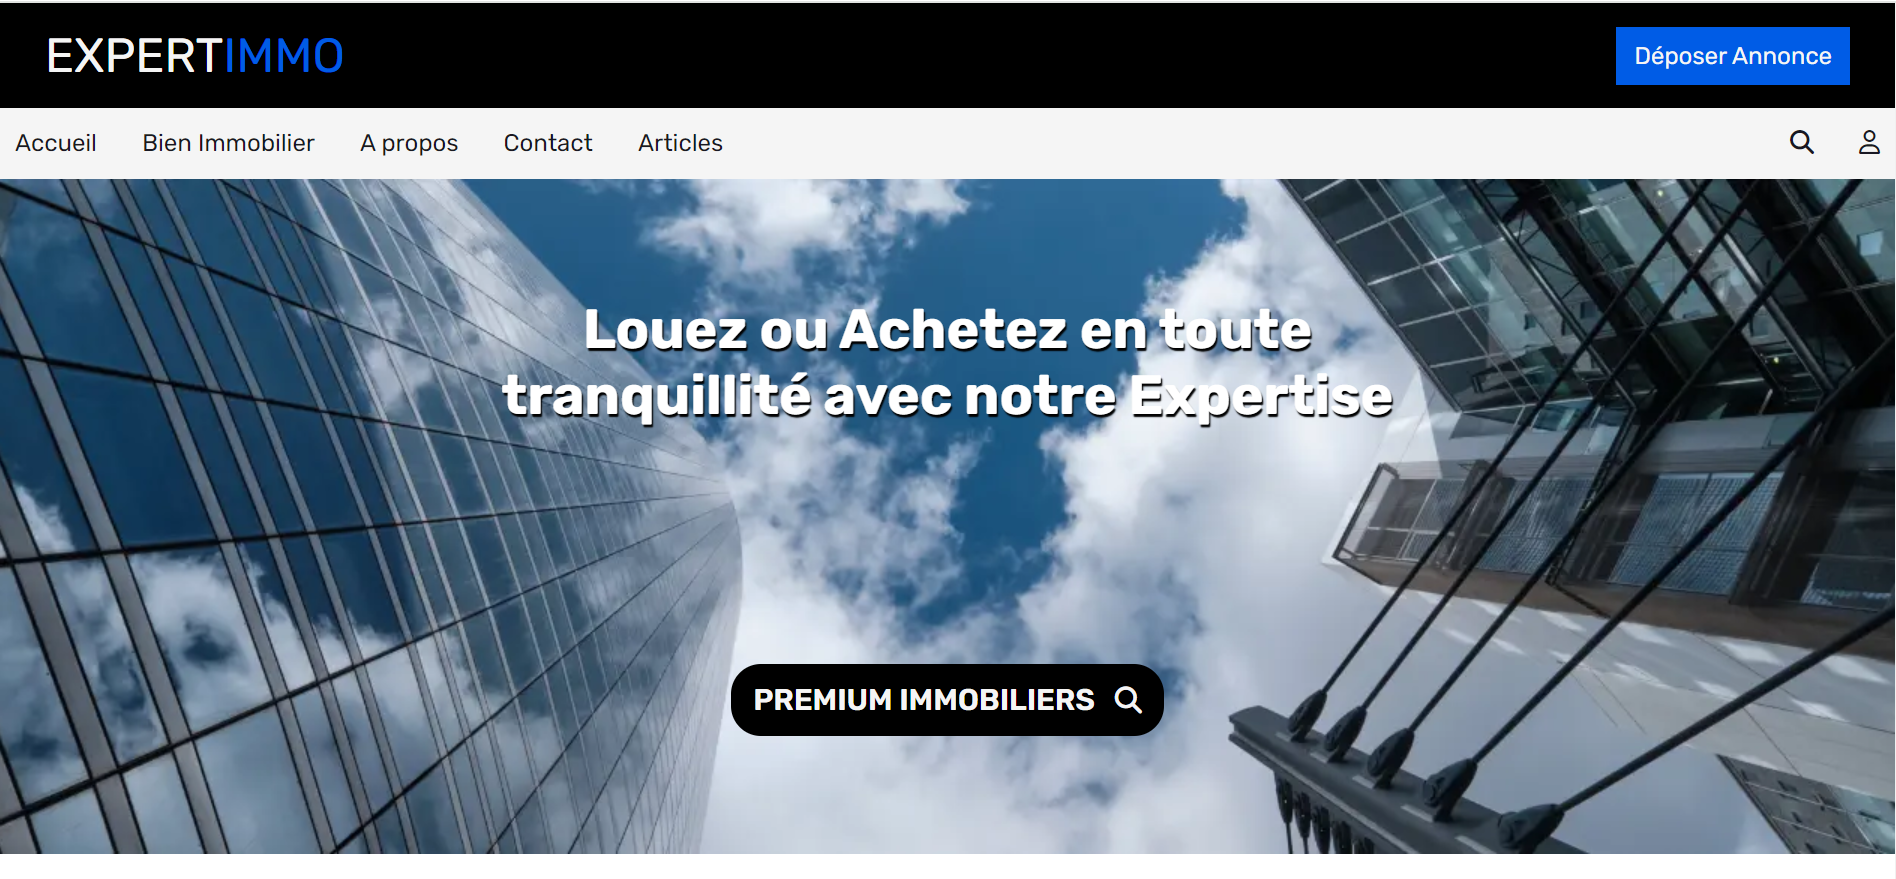 EXPERTIMMO
Déposer Annonce
Accueil
Bien Immobilier
A propos
Contact
Articles
Louez ou Achetez en toute
tranquillité avec notre Expertise
PREMIUM IMMOBILIERS